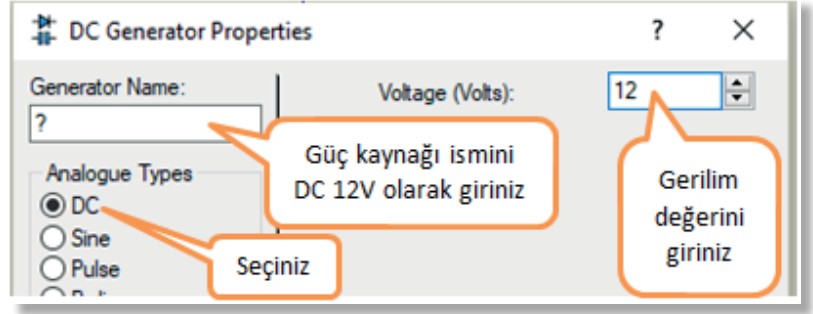 DC Generator Properties ? ×
Generator Name:
?
Voltage (Volts): 12
Güç kaynağı ismini
DC 12V olarak giriniz
Gerilim
değerini
giriniz
Analogue Types
DC
Sine
Pulse
Seçiniz